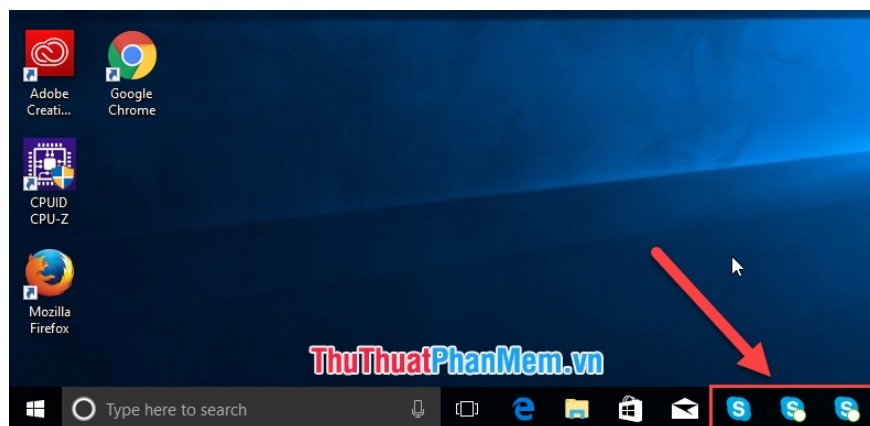 Adobe
Creati...
Google
Chrome
CPUID
CPU-Z
Mozilla
Firefox
ThuThuatPhanMem.vn
Type here to search